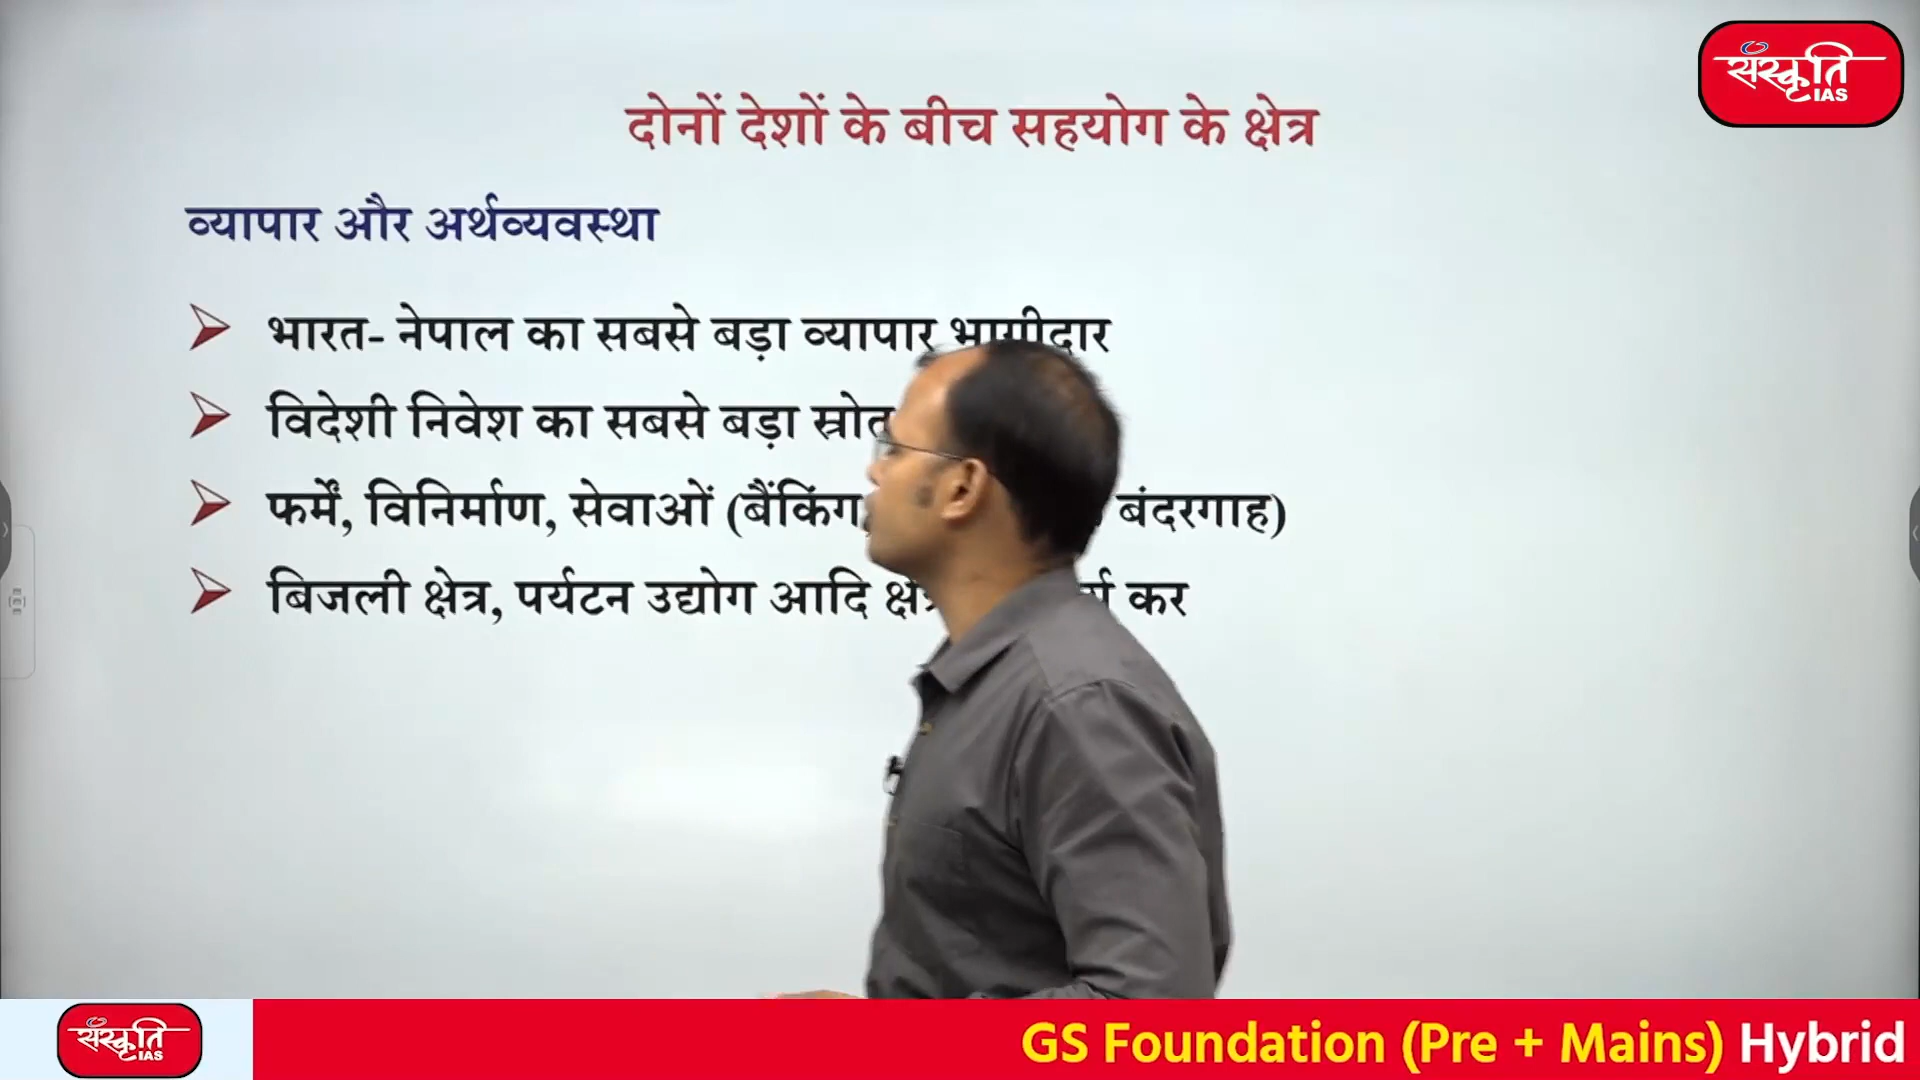 संस्कृति
IAS
दोनों देशों के बीच सहयोग के क्षेत्र
व्यापार और अर्थव्यवस्था
भारत- नेपाल का सबसे बड़ा व्यापार भागीदार
विदेशी निवेश का सबसे बड़ा स्रोत
फर्में, विनिर्माण, सेवाओं (बैंकिंग, बंदरगाह)
बिजली क्षेत्र, पर्यटन उद्योग आदि कर
संस्कृति
IAS
GS Foundation (Pre + Mains) Hybrid